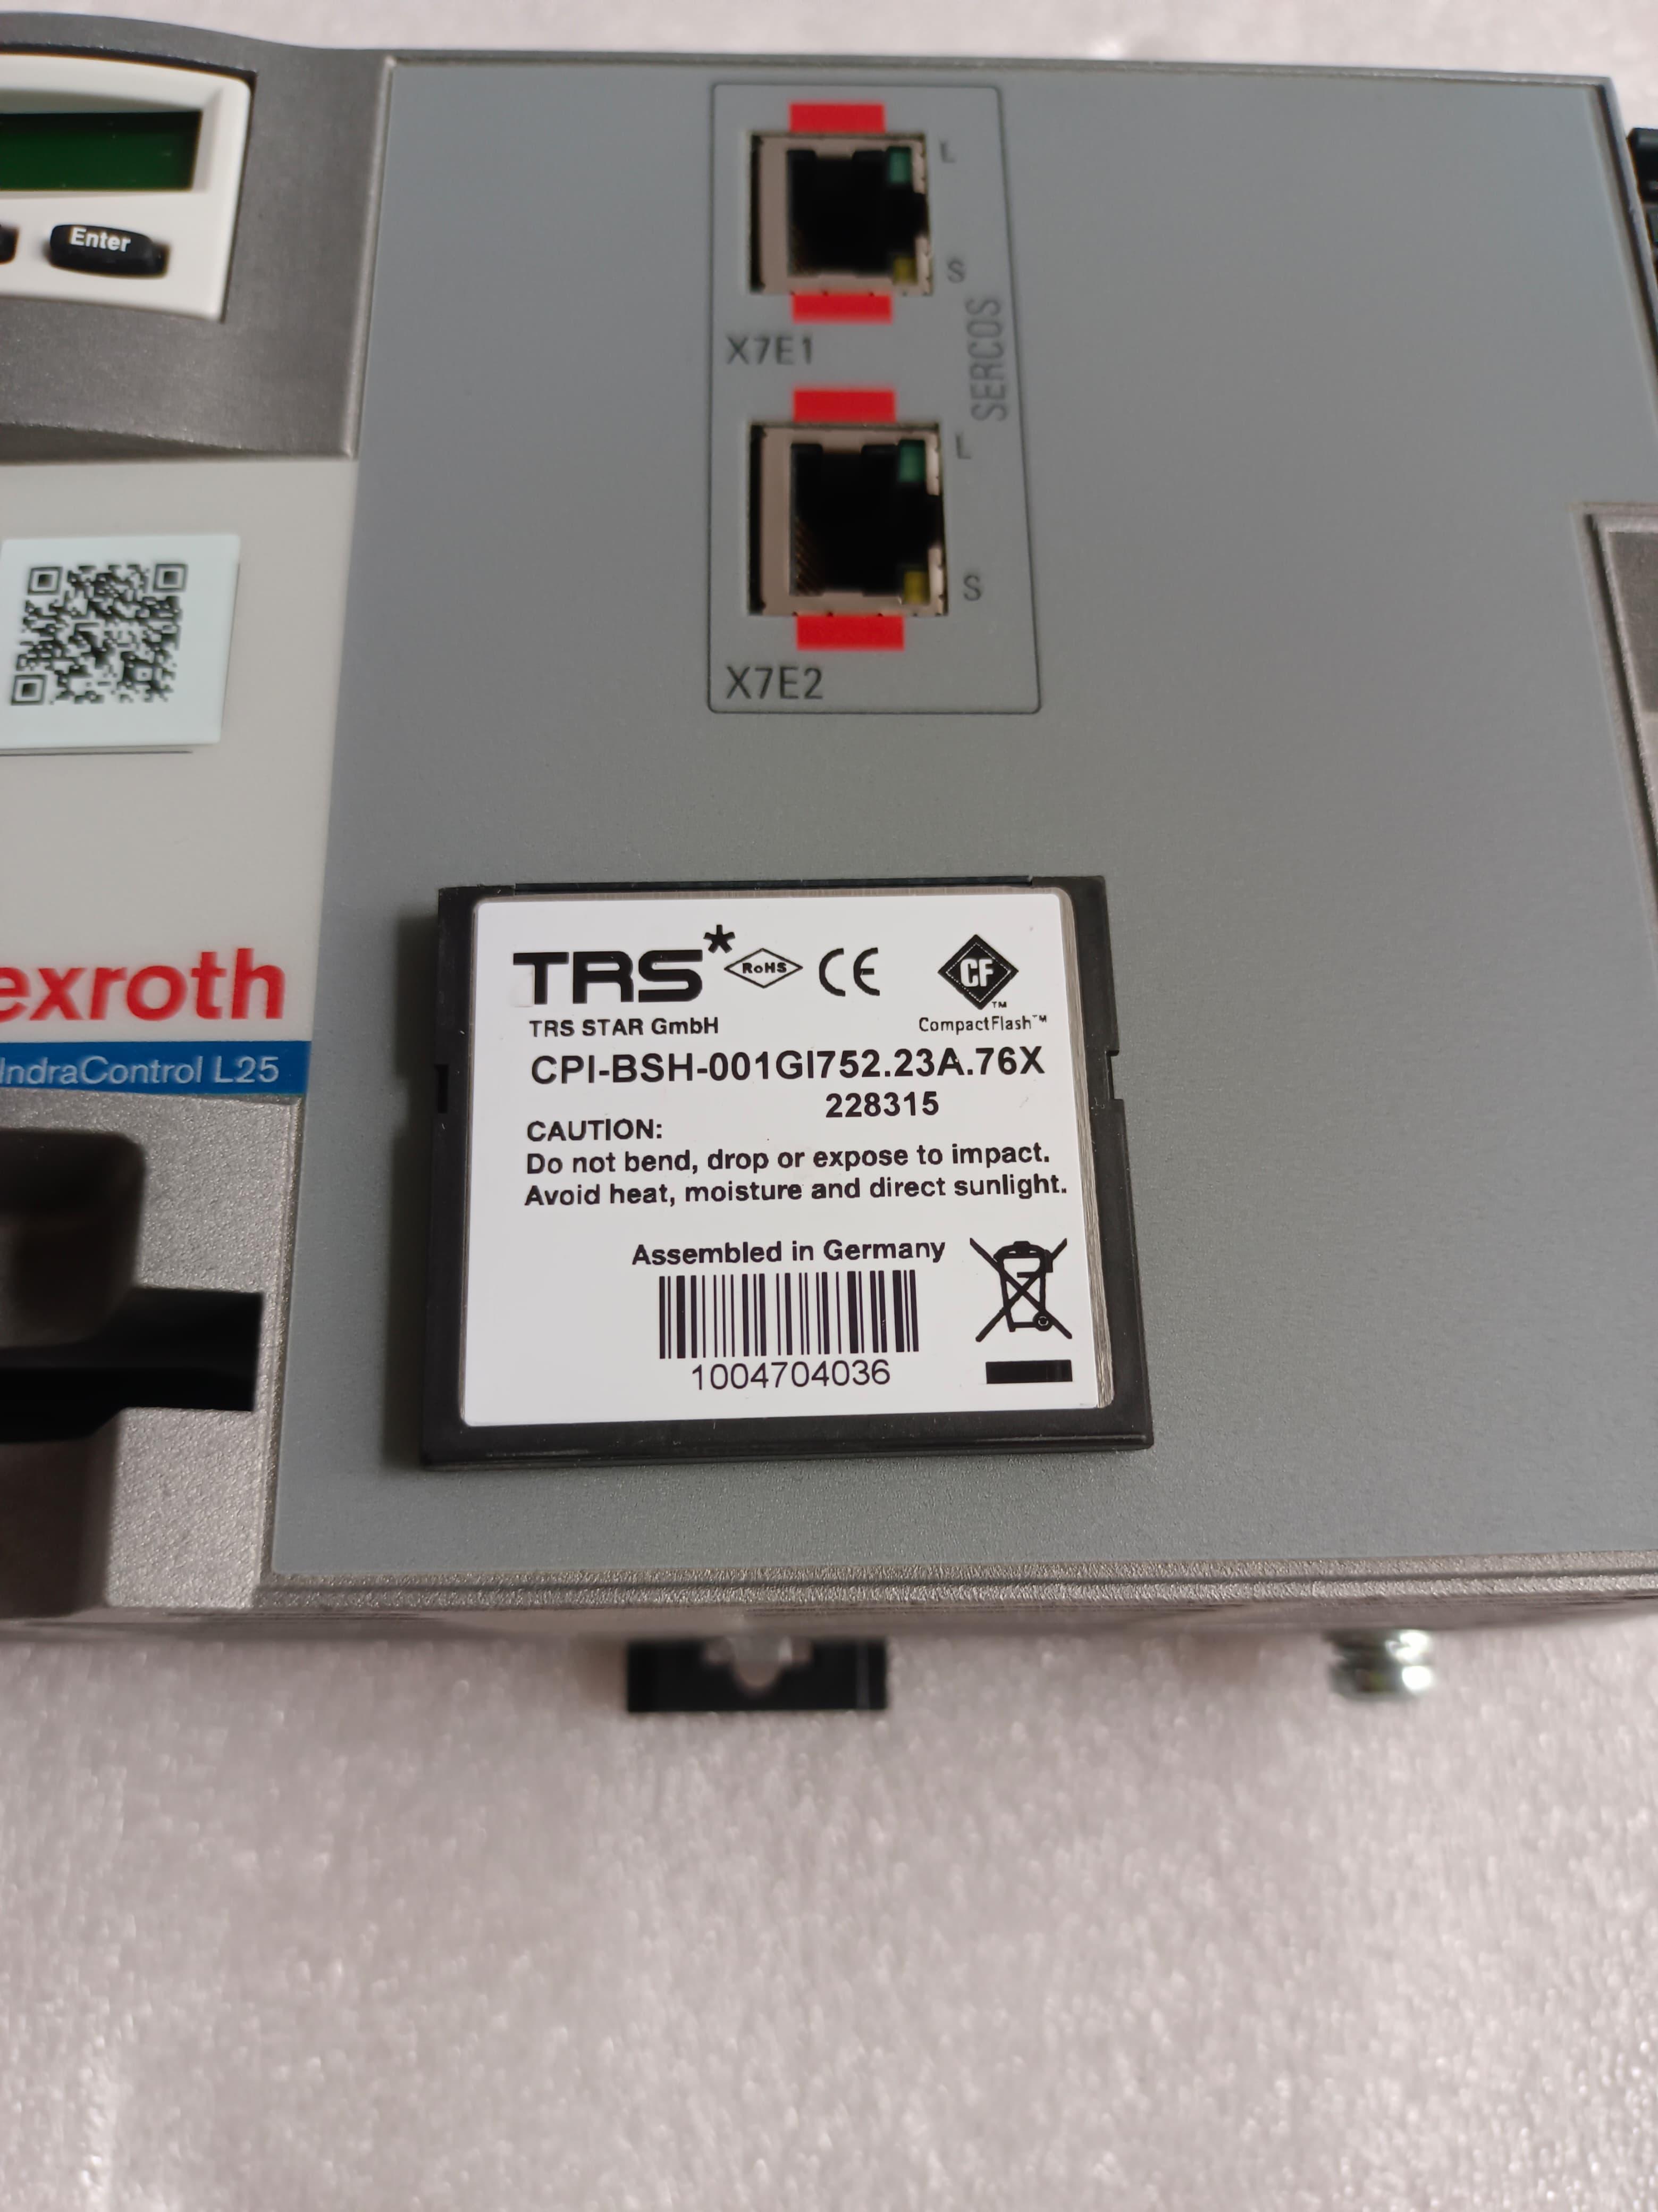 Enter
L
S
X7E1
SERCOS
L
S
X7E2
exroth
IndraControl L25
TRS*
RoHS
CE
CF
TM
TRS STAR GmbH
CompactFlash™
CPI-BSH-001GI752.23A.76X
228315
CAUTION:
Do not bend, drop or expose to impact.
Avoid heat, moisture and direct sunlight.
Assembled in Germany
1004704036